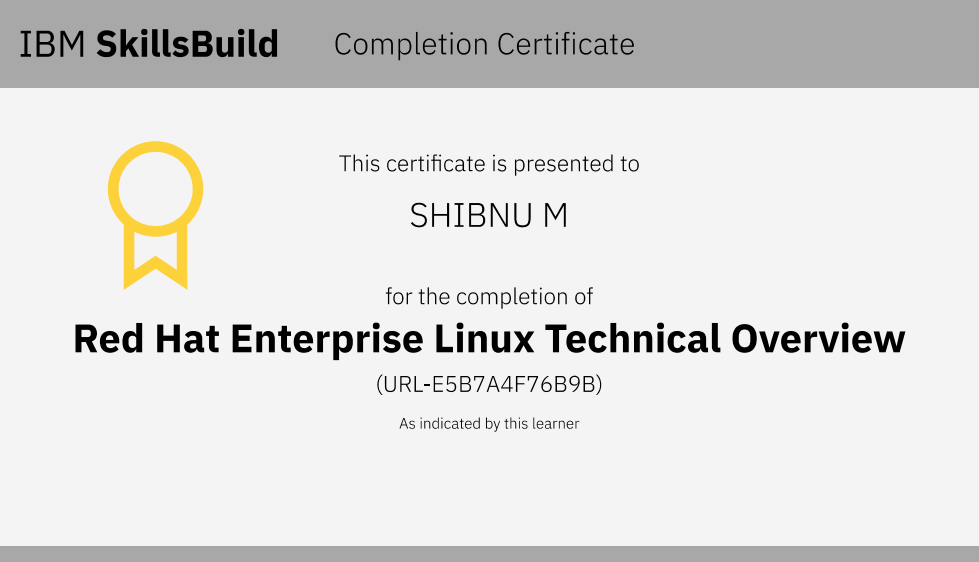 IBM SkillsBuild Completion Certificate
This certificate is presented to
SHIBNU M
for the completion of
Red Hat Enterprise Linux Technical Overview
(URL-E5B7A4F76B9B)
As indicated by this learner